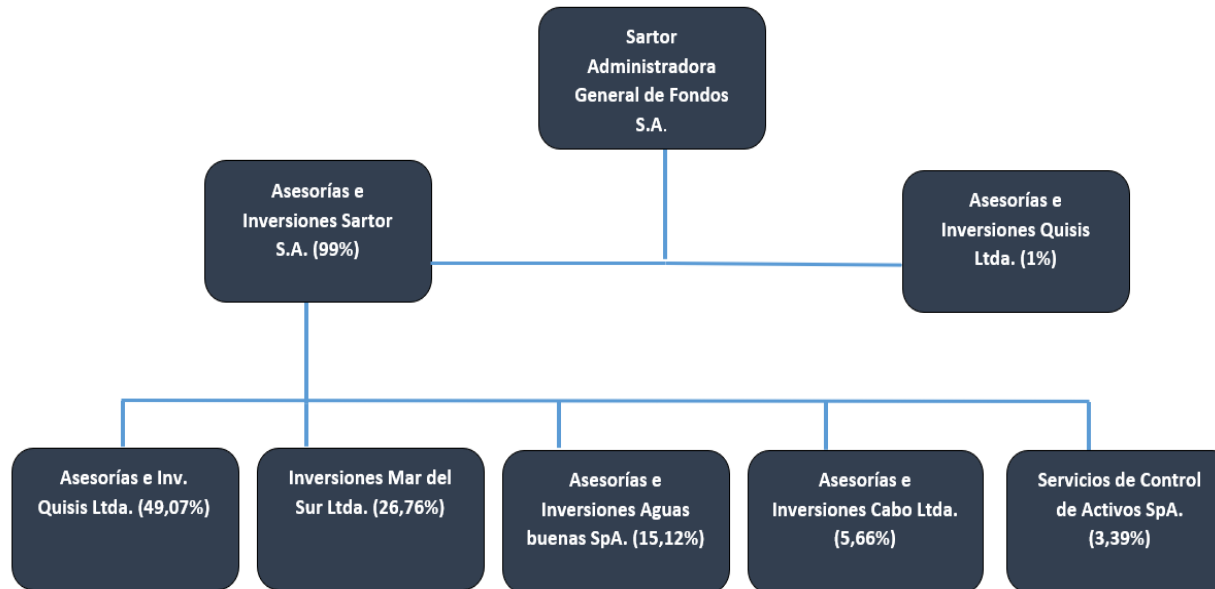 Sartor
Administradora
General de Fondos
S.A.
Asesorías e
Inversiones Sartor
S.A. (99%)
Asesorías e
Inversiones Quisis
Ltda. (1%)
Asesorías e Inv.
Quisis Ltda. (49,07%)
Inversiones Mar del
Sur Ltda. (26,76%)
Asesorías e
Inversiones Aguas
buenas SpA. (15,12%)
Asesorías e
Inversiones Cabo Ltda.
(5,66%)
Servicios de Control
de Activos SpA.
(3,39%)